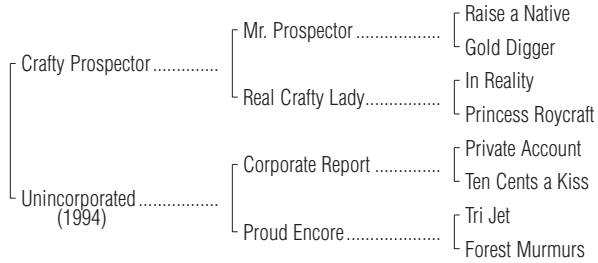 Raise a Native
Mr. Prospector ..................
Gold Digger
Crafty Prospector ..............
In Reality
Real Crafty Lady................
Princess Roycraft
Private Account
Corporate Report ..............
Ten Cents a Kiss
Unincorporated .................
(1994)
Tri Jet
Proud Encore....................
Forest Murmurs